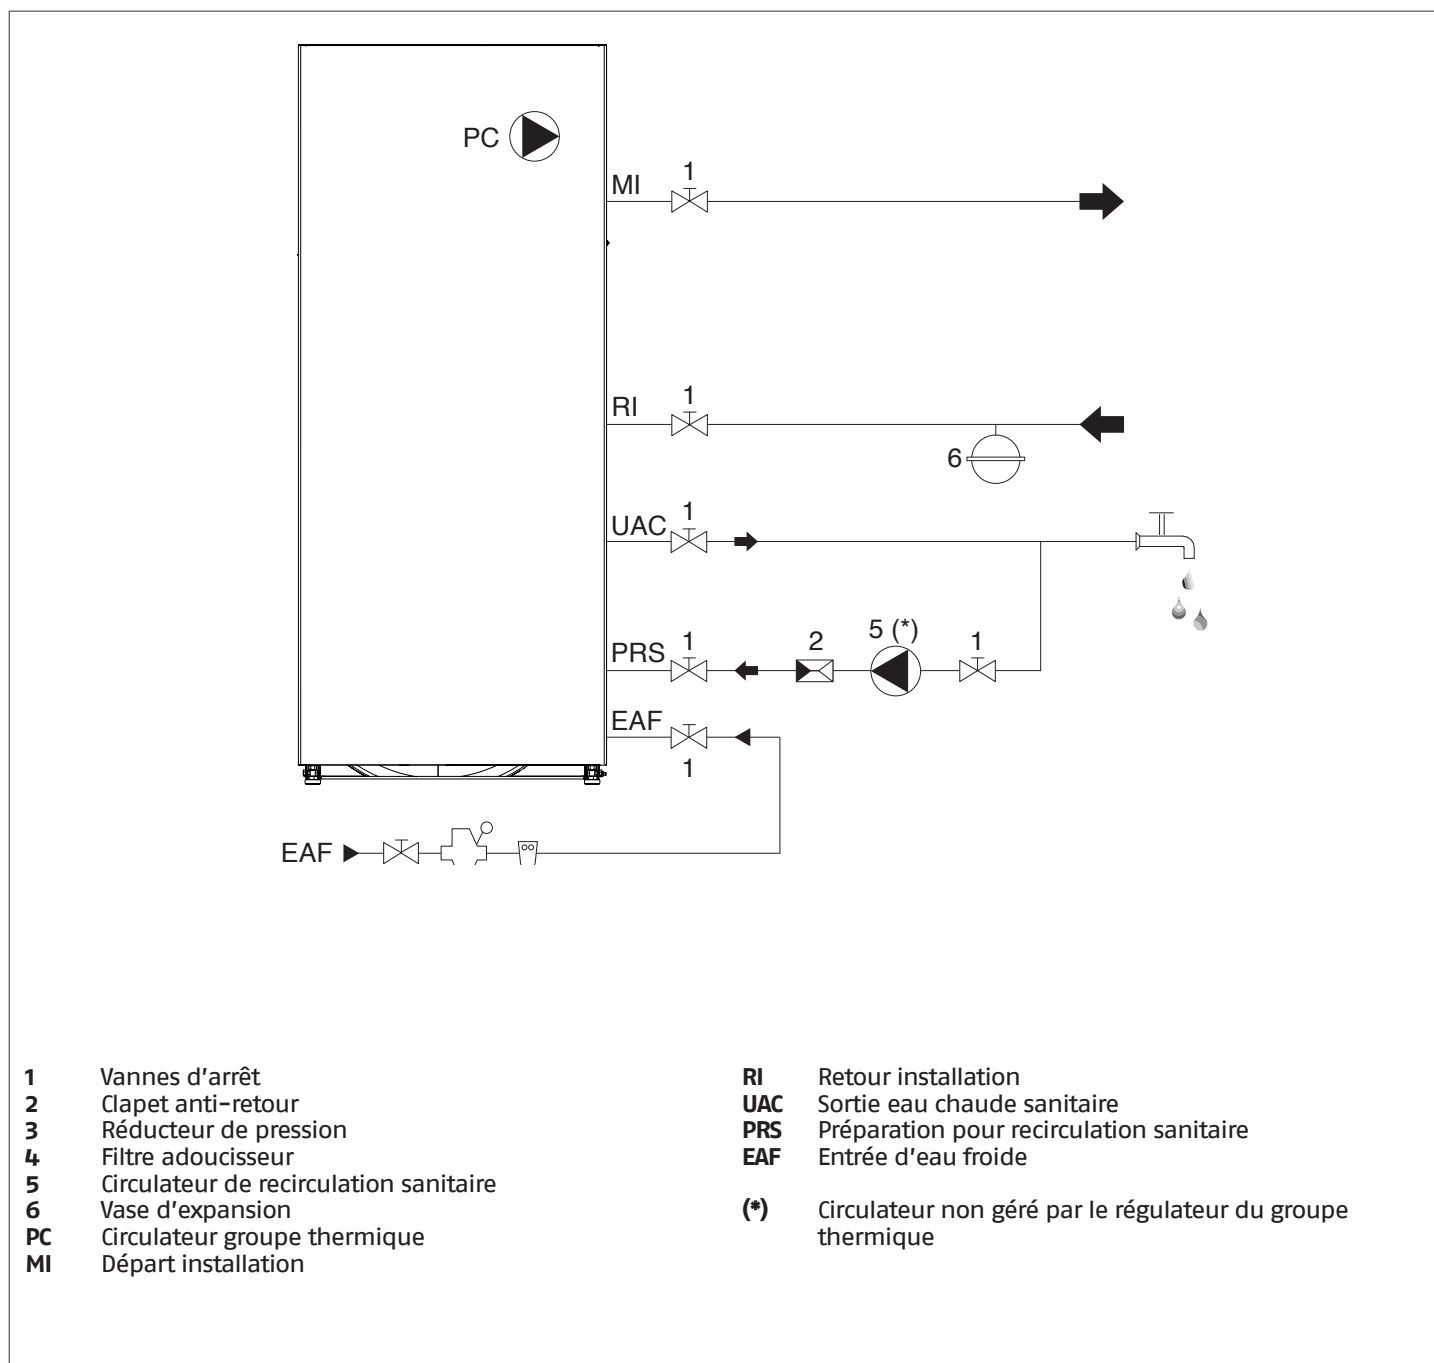 PC
MI
1
RI
1
6
UAC
1
PRS
1
2
5 (*)
1
EAF
1
EAF
1 Vannes d'arrêt
2 Clapet anti-retour
3 Réducteur de pression
4 Filtre adoucisseur
5 Circulateur de recirculation sanitaire
6 Vase d'expansion
PC Circulateur groupe thermique
MI Départ installation
RI Retour installation
UAC Sortie eau chaude sanitaire
PRS Préparation pour recirculation sanitaire
EAF Entrée d'eau froide
(*) Circulateur non géré par le régulateur du groupe
thermique